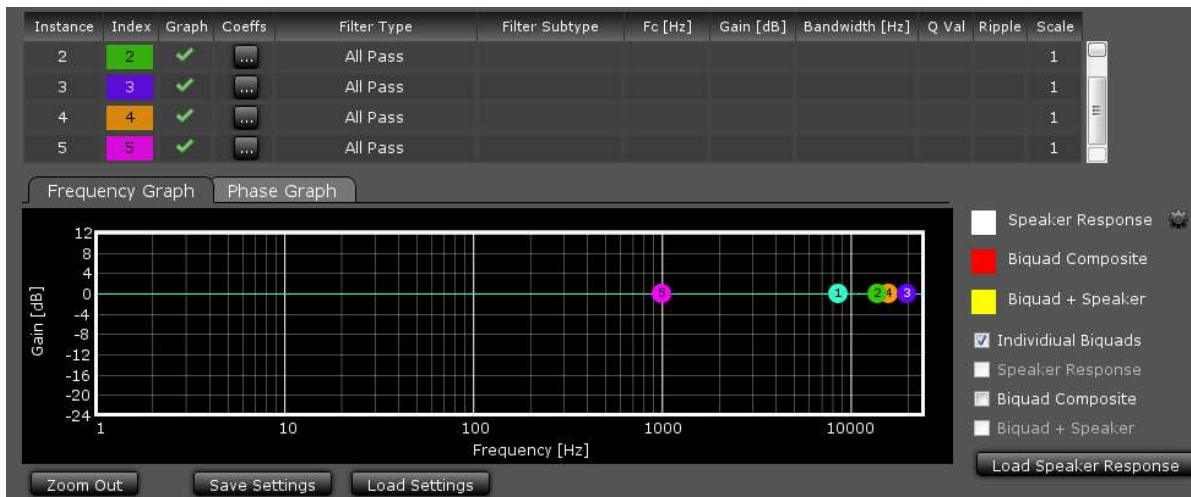 Instance Index Graph Coeffs Filter Type Filter Subtype Fc [Hz] Gain [dB] Bandwidth [Hz] Q Val Ripple Scale
2 2 ... All Pass 1
3 3 ... All Pass 1
4 4 ... All Pass 1
5 5 ... All Pass 1
Frequency Graph Phase Graph
12
8
4
0
-4
-8
-12
-16
-20
-24
Gain [dB]
5 1 2 4 3
1 10 100 1000 10000
Frequency [Hz]
Speaker Response
Biquad Composite
Biquad + Speaker
Individiual Biquads
Speaker Response
Biquad Composite
Biquad + Speaker
Load Speaker Response
Zoom Out Save Settings Load Settings